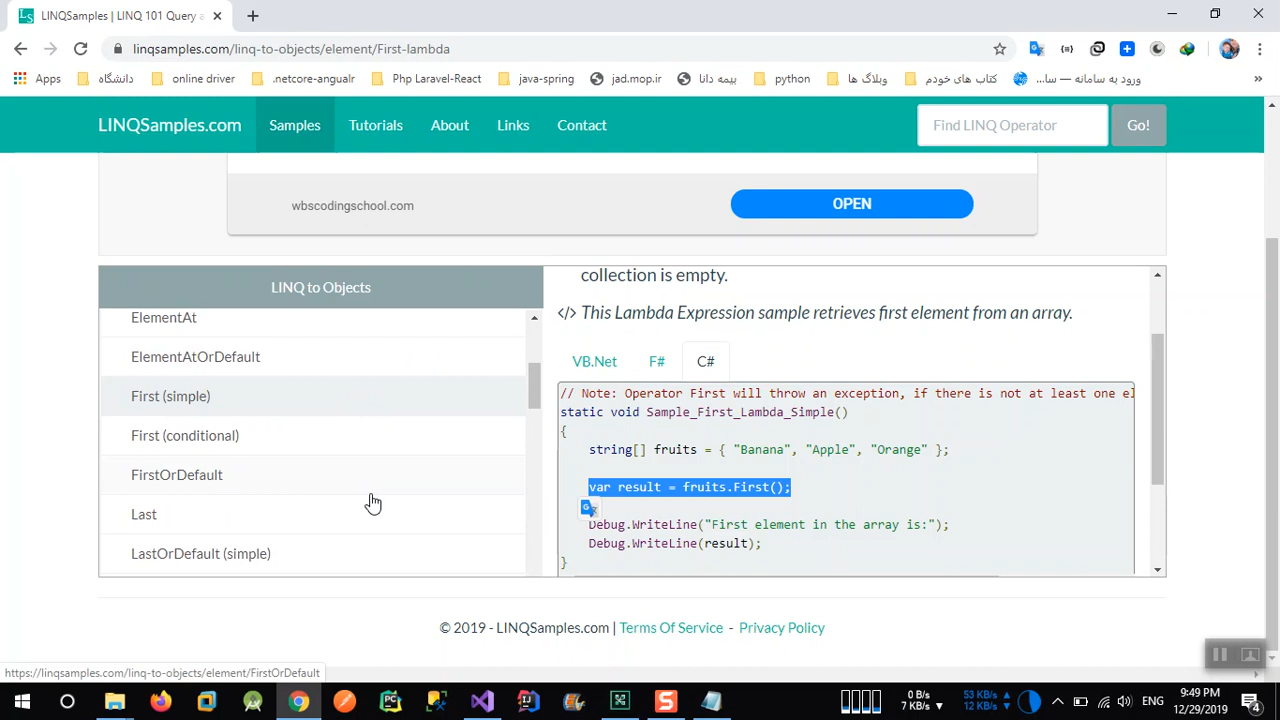 LINQSamples | LINQ 101 Query a
linqsamples.com/linq-to-objects/element/First-lambda
Apps دانشگاه online driver .netcore-angualr Php Laravel-React java-spring jad.mop.ir بیمه دانا python وبلاگ ها کتاب های خودم ورود به سامانه — سا...
LINQSamples.com Samples Tutorials About Links Contact Find LINQ Operator Go!
wbscodingschool.com OPEN
LINQ to Objects
ElementAt
ElementAtOrDefault
First (simple)
First (conditional)
FirstOrDefault
Last
LastOrDefault (simple)
collection is empty.
</> This Lambda Expression sample retrieves first element from an array.
VB.Net F# C#
// Note: Operator First will throw an exception, if there is not at least one el
static void Sample_First_Lambda_Simple()
{
string[] fruits = { "Banana", "Apple", "Orange" };
var result = fruits.First();
Debug.WriteLine("First element in the array is:");
Debug.WriteLine(result);
}
© 2019 - LINQSamples.com | Terms Of Service - Privacy Policy
https://linqsamples.com/linq-to-objects/element/FirstOrDefault
0 B/s 53 KB/s ENG 9:49 PM
7 KB/s 12 KB/s 12/29/2019 4